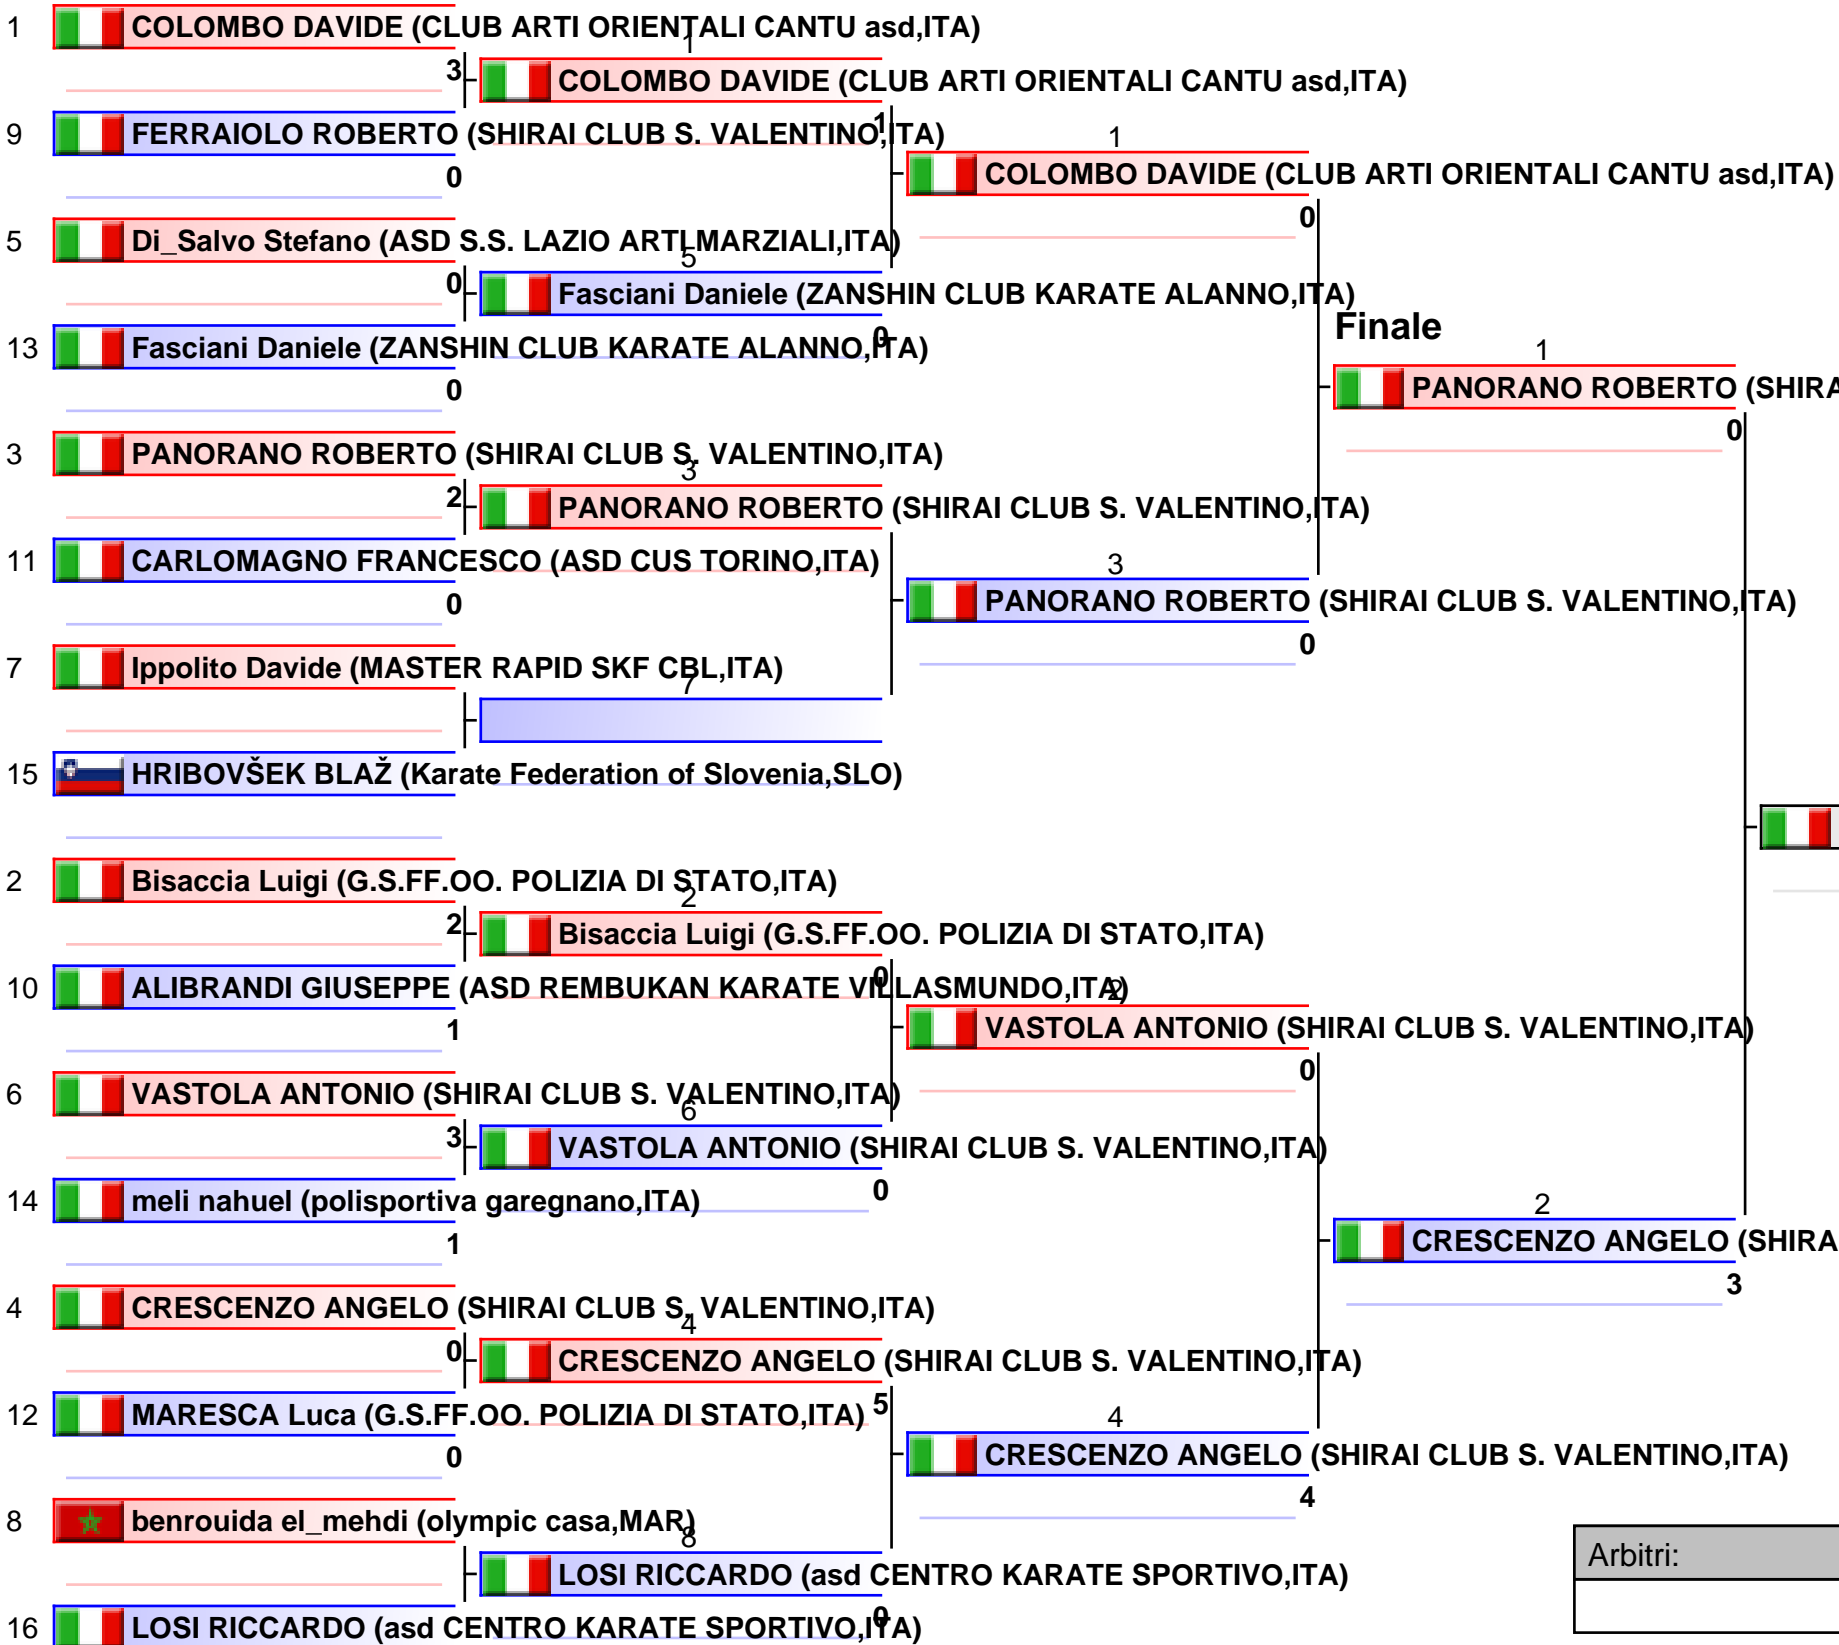 1 COLOMBO DAVIDE (CLUB ARTI ORIENTALI CANTU asd,ITA)
1
3 COLOMBO DAVIDE (CLUB ARTI ORIENTALI CANTU asd,ITA)
1
9 FERRAIOLO ROBERTO (SHIRAI CLUB S. VALENTINO,ITA)
1
0
COLOMBO DAVIDE (CLUB ARTI ORIENTALI CANTU asd,ITA)
0
5 Di_Salvo Stefano (ASD S.S. LAZIO ARTI MARZIALI,ITA)
5
0 Fasciani Daniele (ZANSHIN CLUB KARATE ALANNO,ITA)
0
Finale
13 Fasciani Daniele (ZANSHIN CLUB KARATE ALANNO,ITA)
1
0
PANORANO ROBERTO (SHIRA
0
3 PANORANO ROBERTO (SHIRAI CLUB S. VALENTINO,ITA)
3
2 PANORANO ROBERTO (SHIRAI CLUB S. VALENTINO,ITA)
11 CARLOMAGNO FRANCESCO (ASD CUS TORINO,ITA)
3
0
PANORANO ROBERTO (SHIRAI CLUB S. VALENTINO,ITA)
0
7 Ippolito Davide (MASTER RAPID SKF CBL,ITA)
7
15 HRIBOVŠEK BLAŽ (Karate Federation of Slovenia,SLO)
2 Bisaccia Luigi (G.S.FF.OO. POLIZIA DI STATO,ITA)
2
2 Bisaccia Luigi (G.S.FF.OO. POLIZIA DI STATO,ITA)
0
10 ALIBRANDI GIUSEPPE (ASD REMBUKAN KARATE VILLASMUNDO,ITA)
2
1
VASTOLA ANTONIO (SHIRAI CLUB S. VALENTINO,ITA)
0
6 VASTOLA ANTONIO (SHIRAI CLUB S. VALENTINO,ITA)
6
3 VASTOLA ANTONIO (SHIRAI CLUB S. VALENTINO,ITA)
0
14 meli nahuel (polisportiva garegnano,ITA)
2
1
CRESCENZO ANGELO (SHIRA
3
4 CRESCENZO ANGELO (SHIRAI CLUB S. VALENTINO,ITA)
4
0 CRESCENZO ANGELO (SHIRAI CLUB S. VALENTINO,ITA)
5
12 MARESCA Luca (G.S.FF.OO. POLIZIA DI STATO,ITA)
4
0
CRESCENZO ANGELO (SHIRAI CLUB S. VALENTINO,ITA)
4
8 benrouida el_mehdi (olympic casa,MAR)
8
LOSI RICCARDO (asd CENTRO KARATE SPORTIVO,ITA)
0
Arbitri:
16 LOSI RICCARDO (asd CENTRO KARATE SPORTIVO,ITA)